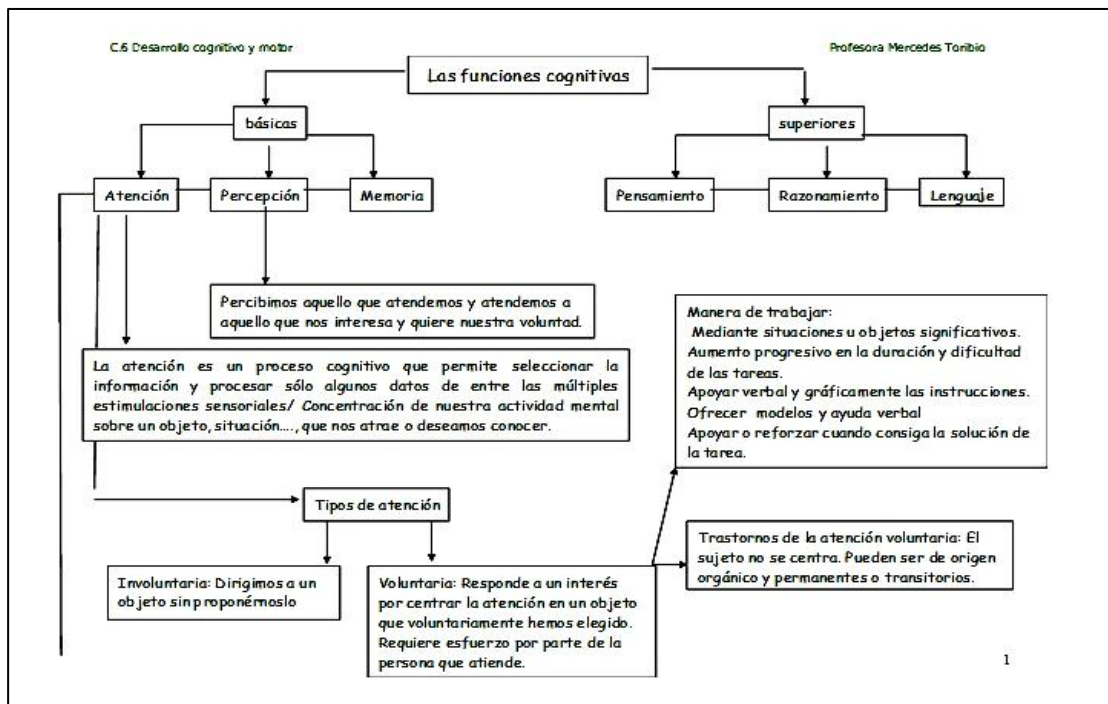 C.6 Desarrollo cognitivo y motor
Profesora Mercedes Toribio
Las funciones cognitivas
básicas
superiores
Atención
Percepción
Memoria
Pensamiento
Razonamiento
Lenguaje
Percibimos aquello que atendemos y atendemos a
aquello que nos interesa y quiere nuestra voluntad.
La atención es un proceso cognitivo que permite seleccionar la
información y procesar sólo algunos datos de entre las múltiples
estimulaciones sensoriales/ Concentración de nuestra actividad mental
sobre un objeto, situación...., que nos atrae o deseamos conocer.
Manera de trabajar:
Mediante situaciones u objetos significativos.
Aumento progresivo en la duración y dificultad
de las tareas.
Apoyar verbal y gráficamente las instrucciones.
Ofrecer modelos y ayuda verbal
Apoyar o reforzar cuando consiga la solución de
la tarea.
Tipos de atención
Involuntaria: Dirigimos a un
objeto sin proponérnoslo
Voluntaria: Responde a un interés
por centrar la atención en un objeto
que voluntariamente hemos elegido.
Requiere esfuerzo por parte de la
persona que atiende.
Trastornos de la atención voluntaria: El
sujeto no se centra. Pueden ser de origen
orgánico y permanentes o transitorios.
1